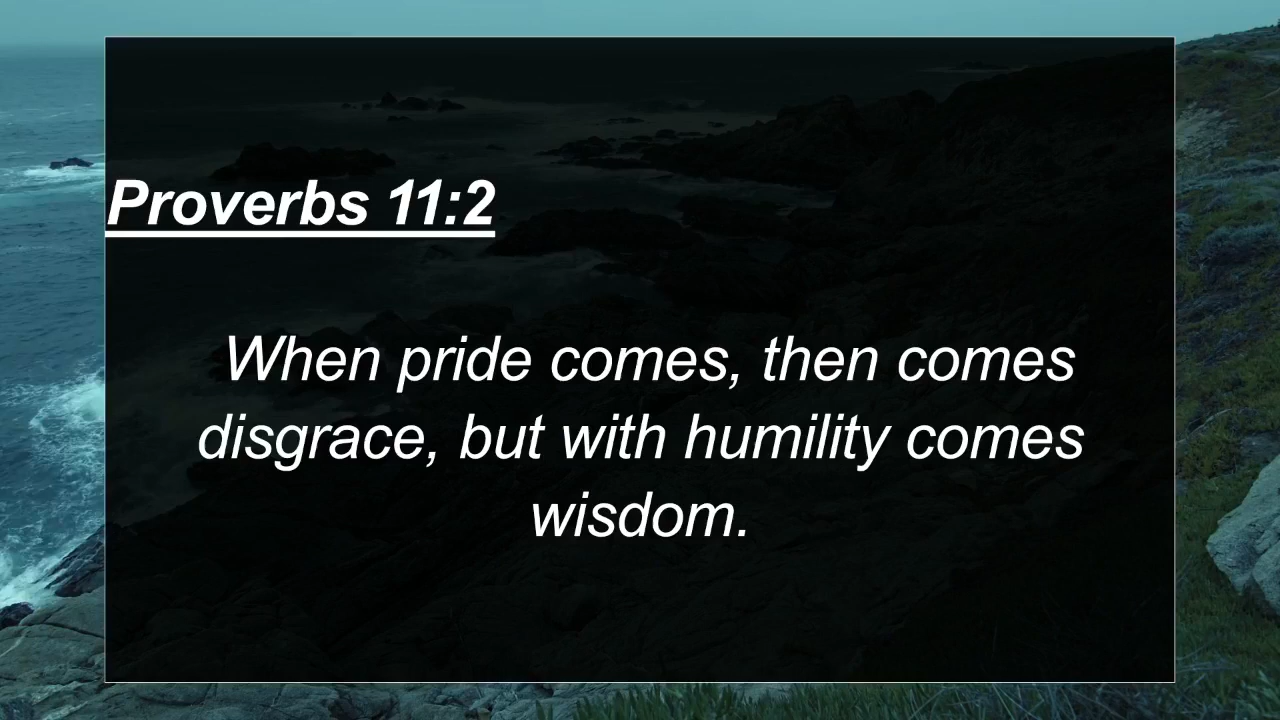 Proverbs 11:2
When pride comes, then comes
disgrace, but with humility comes
wisdom.